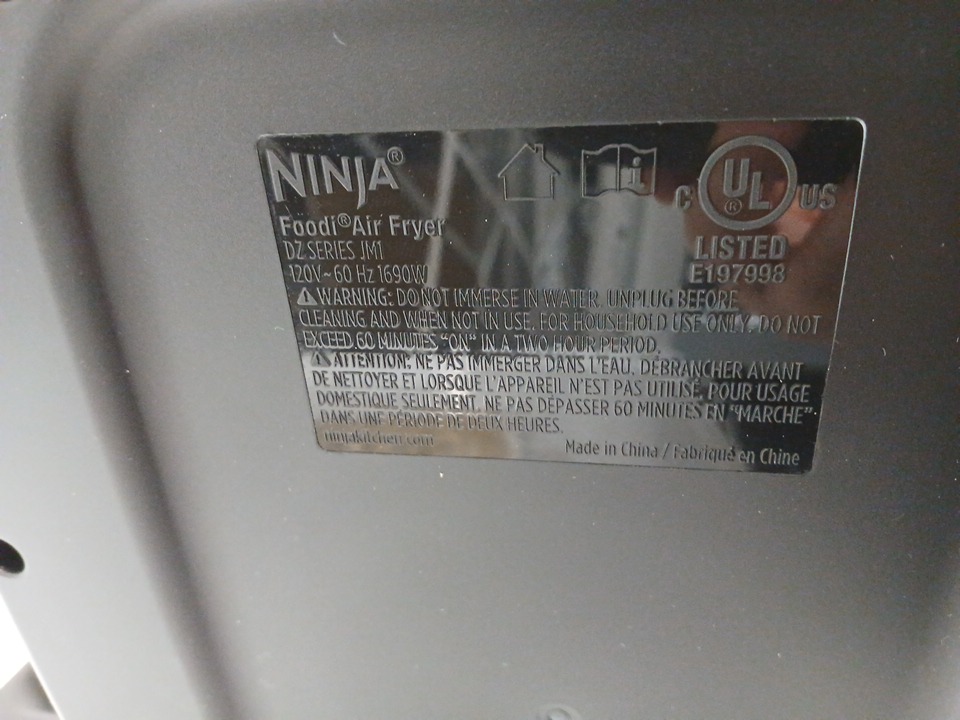 NINJA®
Foodi® Air Fryer
DZ SERIES JM1
120V~60 Hz 1690W
i
C UL® US
LISTED
E197998
WARNING: DO NOT IMMERSE IN WATER. UNPLUG BEFORE
CLEANING AND WHEN NOT IN USE. FOR HOUSEHOLD USE ONLY. DO NOT
EXCEED 60 MINUTES "ON" IN A TWO HOUR PERIOD.
ATTENTION: NE PAS IMMERGER DANS L'EAU. DÉBRANCHER AVANT
DE NETTOYER ET LORSQUE L'APPAREIL N'EST PAS UTILISÉ. POUR USAGE
DOMESTIQUE SEULEMENT. NE PAS DÉPASSER 60 MINUTES EN "MARCHE"
DANS UNE PÉRIODE DE DEUX HEURES.
ninjakitchen.com
Made in China / Fabriqué en Chine